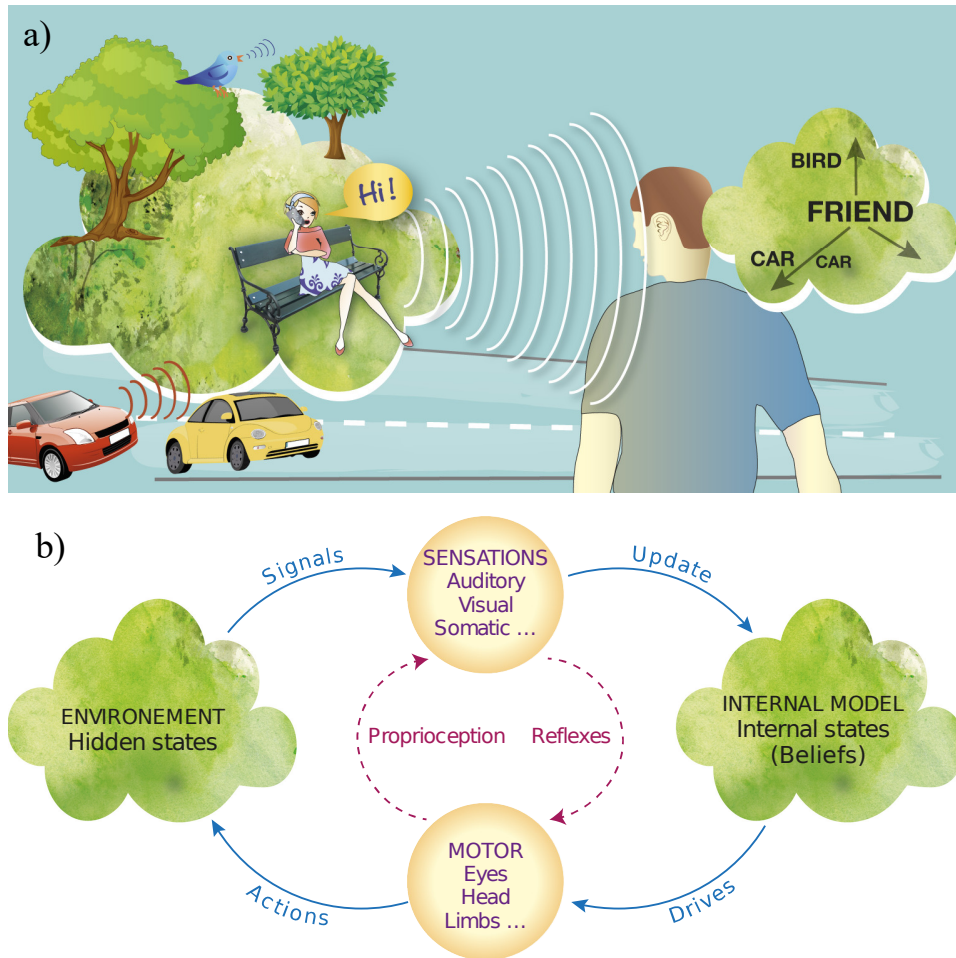 a)
Hi!
BIRD
FRIEND
CAR
CAR
b)
Signals
SENSATIONS
Auditory
Visual
Somatic ...
Update
ENVIRONEMENT
Hidden states
Proprioception
Reflexes
INTERNAL MODEL
Internal states
(Beliefs)
MOTOR
Eyes
Head
Limbs ...
Actions
Drives